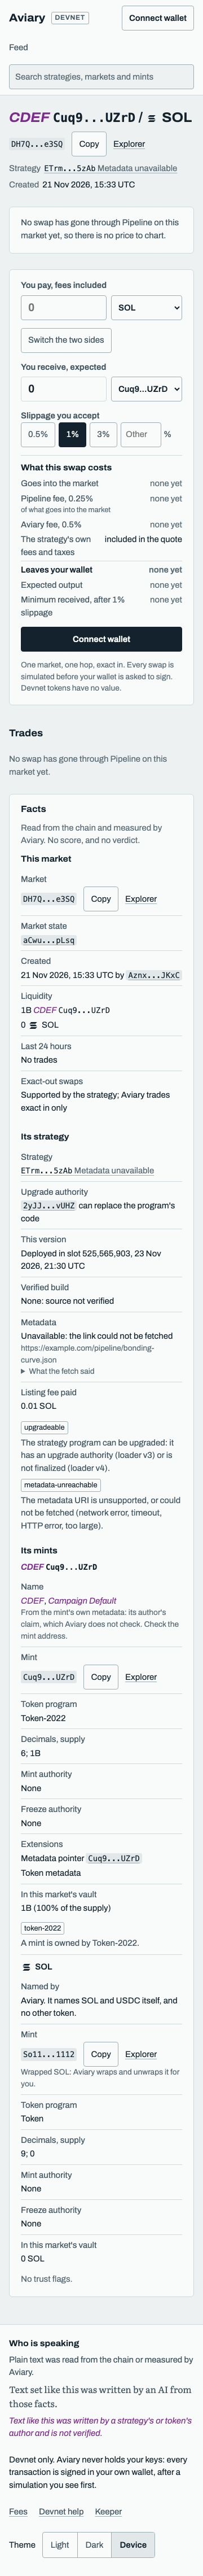 Aviary DEVNET Connect wallet
Feed
Search strategies, markets and mints
CDEF Cuq9...UZrD / SOL
DH7Q...e3SQ Copy Explorer
Strategy ETrm...5zAb Metadata unavailable
Created 21 Nov 2026, 15:33 UTC
No swap has gone through Pipeline on this
market yet, so there is no price to chart.
You pay, fees included
0 SOL
Switch the two sides
You receive, expected
0 Cuq9...UZrD
Slippage you accept
0.5% 1% 3% Other %
What this swap costs
Goes into the market none yet
Pipeline fee, 0.25% none yet
of what goes into the market
Aviary fee, 0.5% none yet
The strategy's own included in the quote
fees and taxes
Leaves your wallet none yet
Expected output none yet
Minimum received, after 1% none yet
slippage
Connect wallet
One market, one hop, exact in. Every swap is
simulated before your wallet is asked to sign.
Devnet tokens have no value.
Trades
No swap has gone through Pipeline on this
market yet.
Facts
Read from the chain and measured by
Aviary. No score, and no verdict.
This market
Market
DH7Q...e3SQ Copy Explorer
Market state
aCwu...pLsq
Created
21 Nov 2026, 15:33 UTC by Aznx...JKxC
Liquidity
1B CDEF Cuq9...UZrD
0 SOL
Last 24 hours
No trades
Exact-out swaps
Supported by the strategy; Aviary trades
exact in only
Its strategy
Strategy
ETrm...5zAb Metadata unavailable
Upgrade authority
2yJJ...vUHZ can replace the program's
code
This version
Deployed in slot 525,565,903, 23 Nov
2026, 21:30 UTC
Verified build
None: source not verified
Metadata
Unavailable: the link could not be fetched
https://example.com/pipeline/bonding-
curve.json
What the fetch said
Listing fee paid
0.01 SOL
upgradeable
The strategy program can be upgraded: it
has an upgrade authority (loader v3) or is
not finalized (loader v4).
metadata-unreachable
The metadata URI is unsupported, or could
not be fetched (network error, timeout,
HTTP error, too large).
Its mints
CDEF Cuq9...UZrD
Name
CDEF, Campaign Default
From the mint's own metadata: its author's
claim, which Aviary does not check. Check the
mint address.
Mint
Cuq9...UZrD Copy Explorer
Token program
Token-2022
Decimals, supply
6; 1B
Mint authority
None
Freeze authority
None
Extensions
Metadata pointer Cuq9...UZrD
Token metadata
In this market's vault
1B (100% of the supply)
token-2022
A mint is owned by Token-2022.
SOL
Named by
Aviary. It names SOL and USDC itself, and
no other token.
Mint
So11...1112 Copy Explorer
Wrapped SOL: Aviary wraps and unwraps it for
you.
Token program
Token
Decimals, supply
9; 0
Mint authority
None
Freeze authority
None
In this market's vault
0 SOL
No trust flags.
Who is speaking
Plain text was read from the chain or measured by
Aviary.
Text set like this was written by an AI from
those facts.
Text like this was written by a strategy's or token's
author and is not verified.
Devnet only. Aviary never holds your keys: every
transaction is signed in your own wallet, after a
simulation you see first.
Fees Devnet help Keeper
Theme Light Dark Device